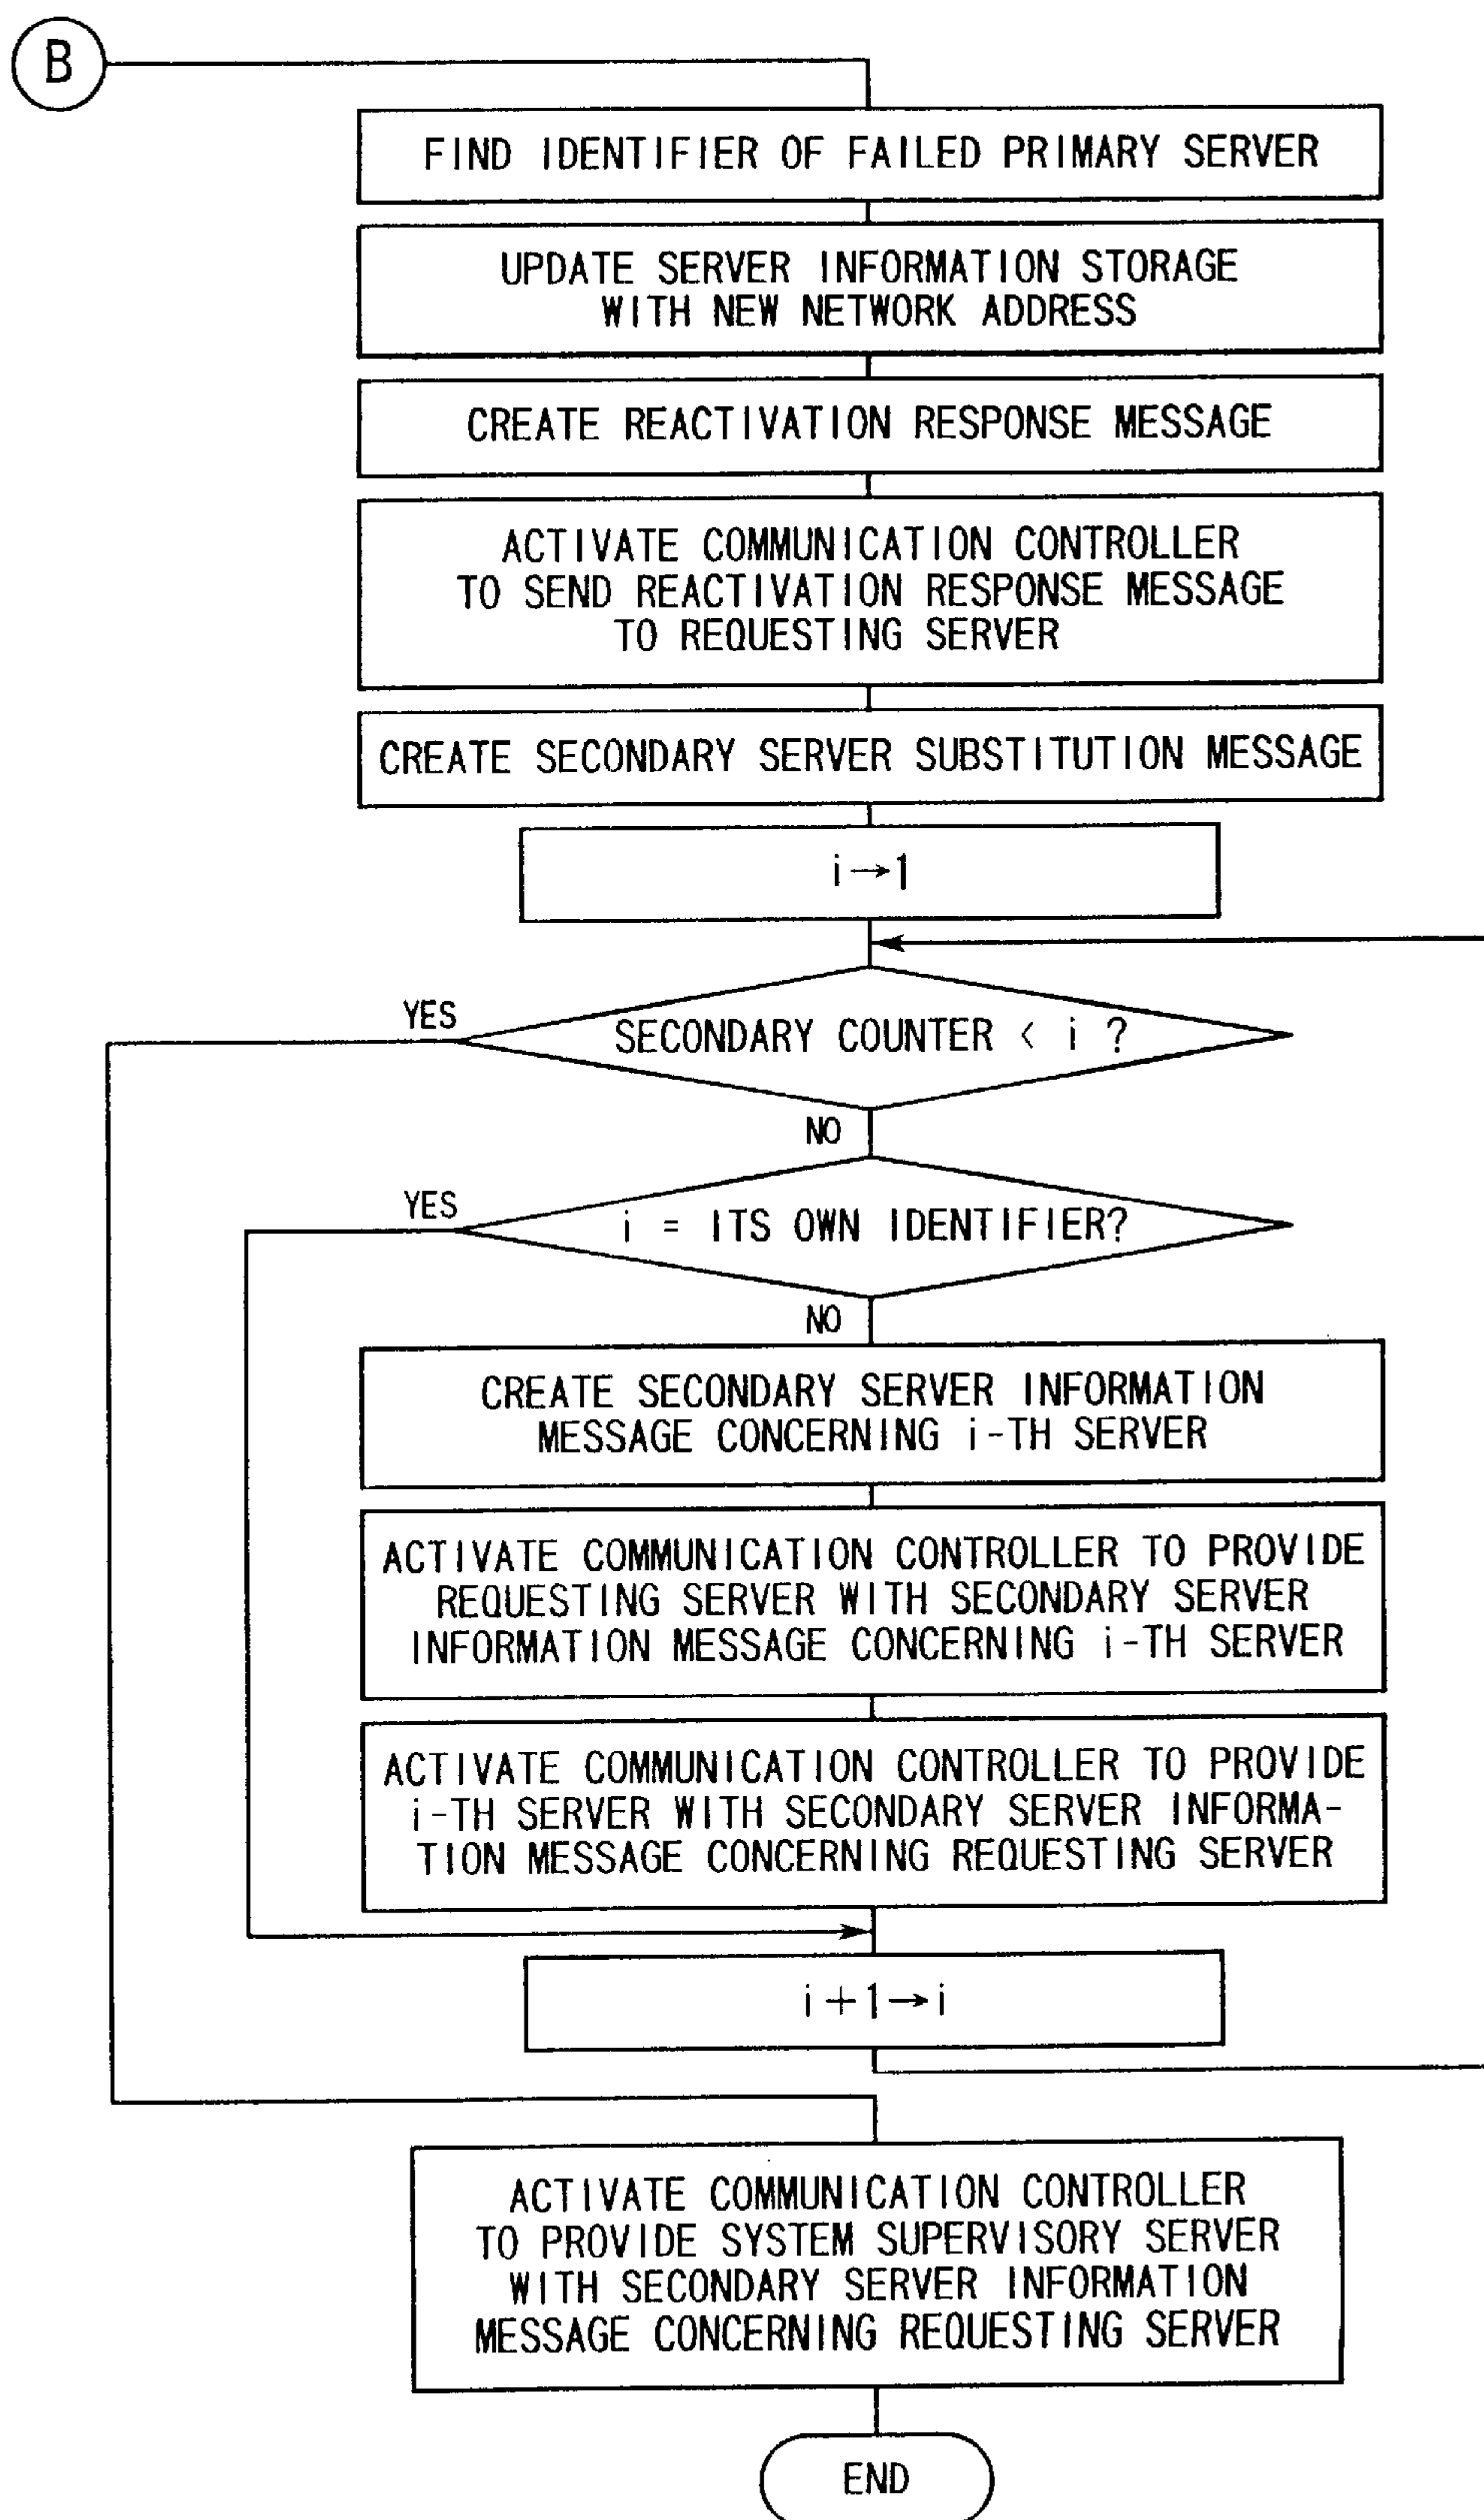 B
FIND IDENTIFIER OF FAILED PRIMARY SERVER
UPDATE SERVER INFORMATION STORAGE
WITH NEW NETWORK ADDRESS
CREATE REACTIVATION RESPONSE MESSAGE
ACTIVATE COMMUNICATION CONTROLLER
TO SEND REACTIVATION RESPONSE MESSAGE
TO REQUESTING SERVER
CREATE SECONDARY SERVER SUBSTITUTION MESSAGE
i→1
YES
SECONDARY COUNTER < i ?
NO
YES
i = ITS OWN IDENTIFIER?
NO
CREATE SECONDARY SERVER INFORMATION
MESSAGE CONCERNING i-TH SERVER
ACTIVATE COMMUNICATION CONTROLLER TO PROVIDE
REQUESTING SERVER WITH SECONDARY SERVER
INFORMATION MESSAGE CONCERNING i-TH SERVER
ACTIVATE COMMUNICATION CONTROLLER TO PROVIDE
i-TH SERVER WITH SECONDARY SERVER INFORMA-
TION MESSAGE CONCERNING REQUESTING SERVER
i+1→i
ACTIVATE COMMUNICATION CONTROLLER
TO PROVIDE SYSTEM SUPERVISORY SERVER
WITH SECONDARY SERVER INFORMATION
MESSAGE CONCERNING REQUESTING SERVER
END